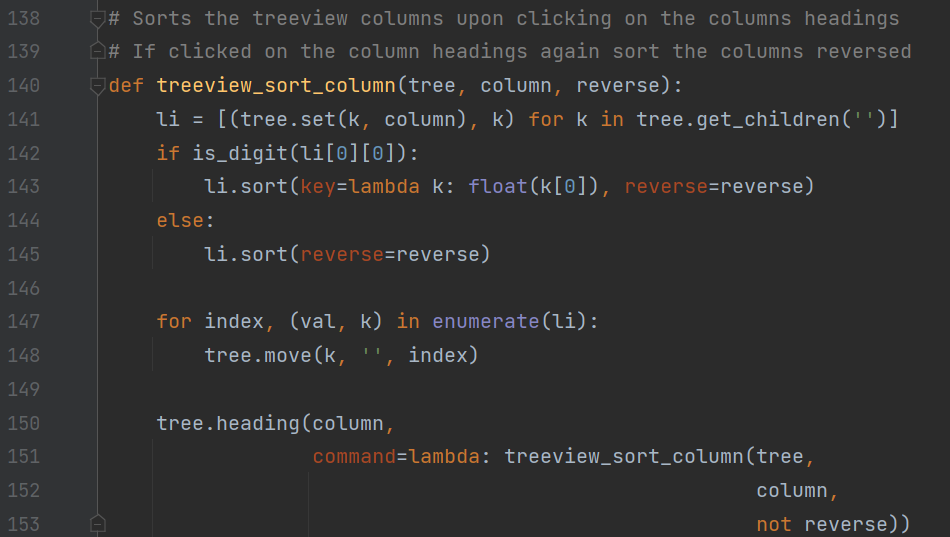 138 # Sorts the treeview columns upon clicking on the columns headings
139 # If clicked on the column headings again sort the columns reversed
140 def treeview_sort_column(tree, column, reverse):
141     li = [(tree.set(k, column), k) for k in tree.get_children('')]
142     if is_digit(li[0][0]):
143         li.sort(key=lambda k: float(k[0]), reverse=reverse)
144     else:
145         li.sort(reverse=reverse)
146
147     for index, (val, k) in enumerate(li):
148         tree.move(k, '', index)
149
150     tree.heading(column,
151                  command=lambda: treeview_sort_column(tree,
152                                                       column,
153                                                       not reverse))